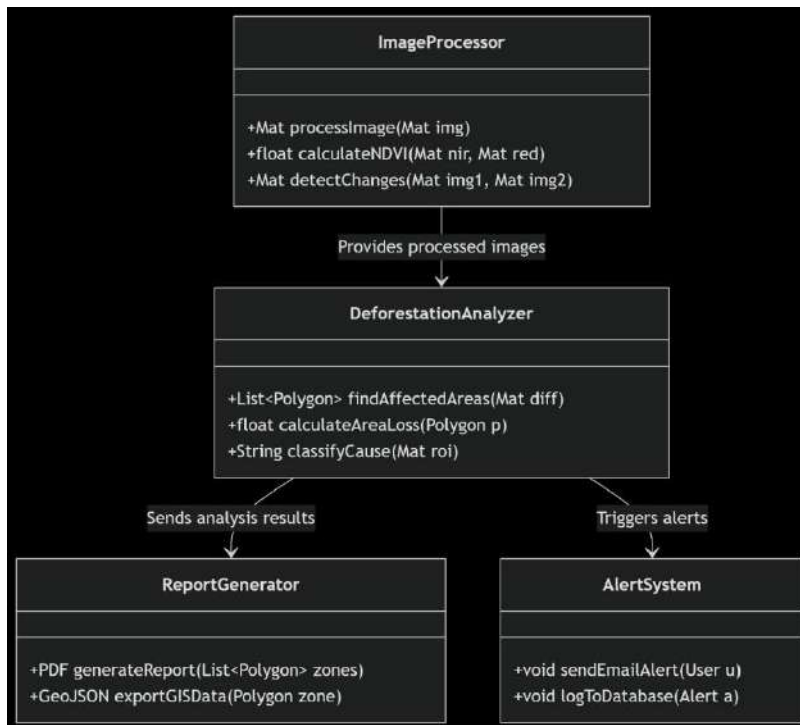 ImageProcessor
+Mat processImage(Mat img)
+float calculateNDVI(Mat nir, Mat red)
+Mat detectChanges(Mat img1, Mat img2)
Provides processed images
DeforestationAnalyzer
+List<Polygon> findAffectedAreas(Mat diff)
+float calculateAreaLoss(Polygon p)
+String classifyCause(Mat roi)
Sends analysis results
Triggers alerts
ReportGenerator
+PDF generateReport(List<Polygon> zones)
+GeoJSON exportGISData(Polygon zone)
AlertSystem
+void sendEmailAlert(User u)
+void logToDatabase(Alert a)